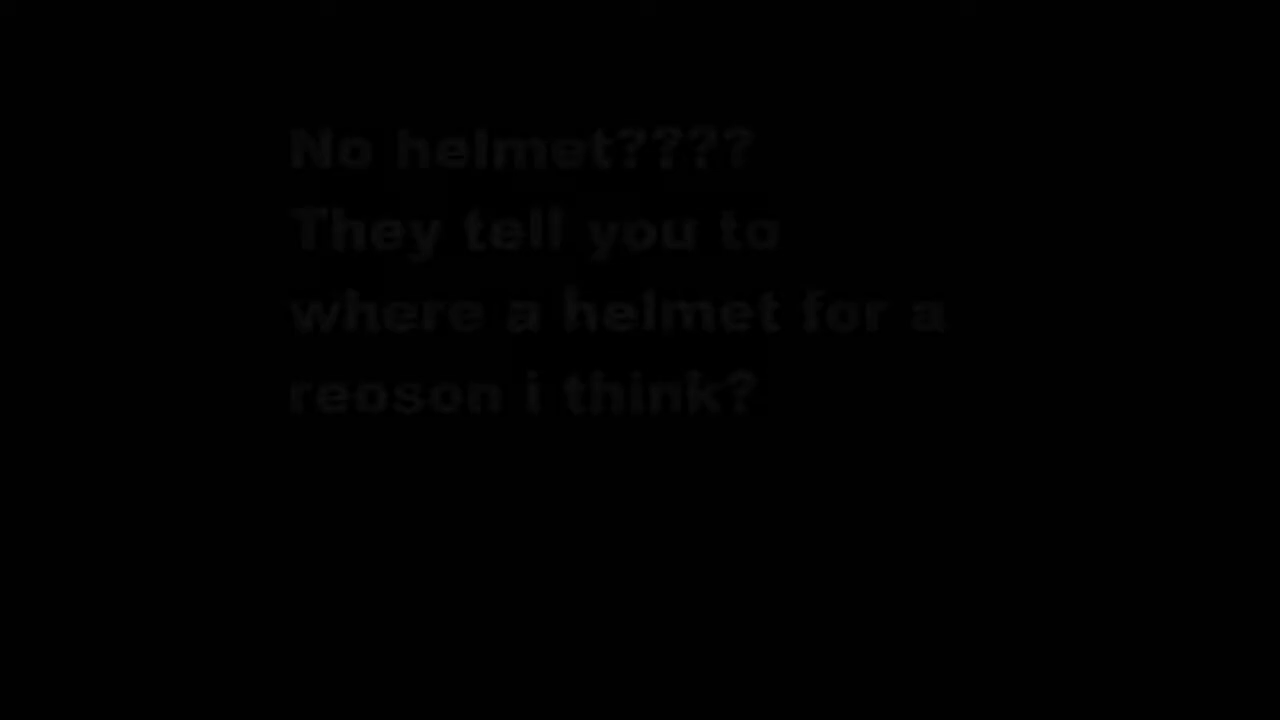 No helmet????
They tell you to
where a helmet for a
reoson i think?